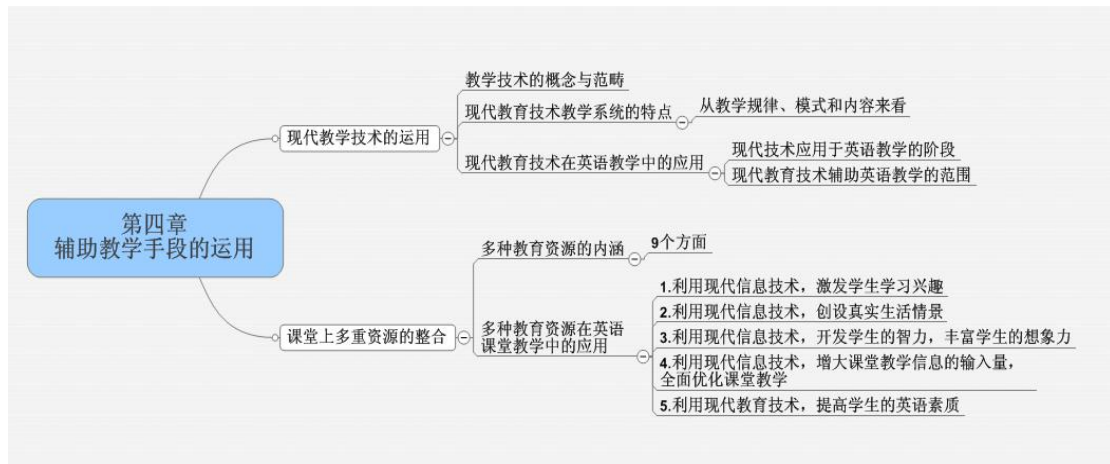 第四章
辅助教学手段的运用
现代教学技术的运用
教学技术的概念与范畴
现代教育技术教学系统的特点
从教学规律、模式和内容来看
现代教育技术在英语教学中的应用
现代技术应用于英语教学的阶段
现代教育技术辅助英语教学的范围
课堂上多重资源的整合
多种教育资源的内涵
9个方面
多种教育资源在英语
课堂教学中的应用
1.利用现代信息技术，激发学生学习兴趣
2.利用现代信息技术，创设真实生活情景
3.利用现代信息技术，开发学生的智力，丰富学生的想象力
4.利用现代信息技术，增大课堂教学信息的输入量，
全面优化课堂教学
5.利用现代教育技术，提高学生的英语素质